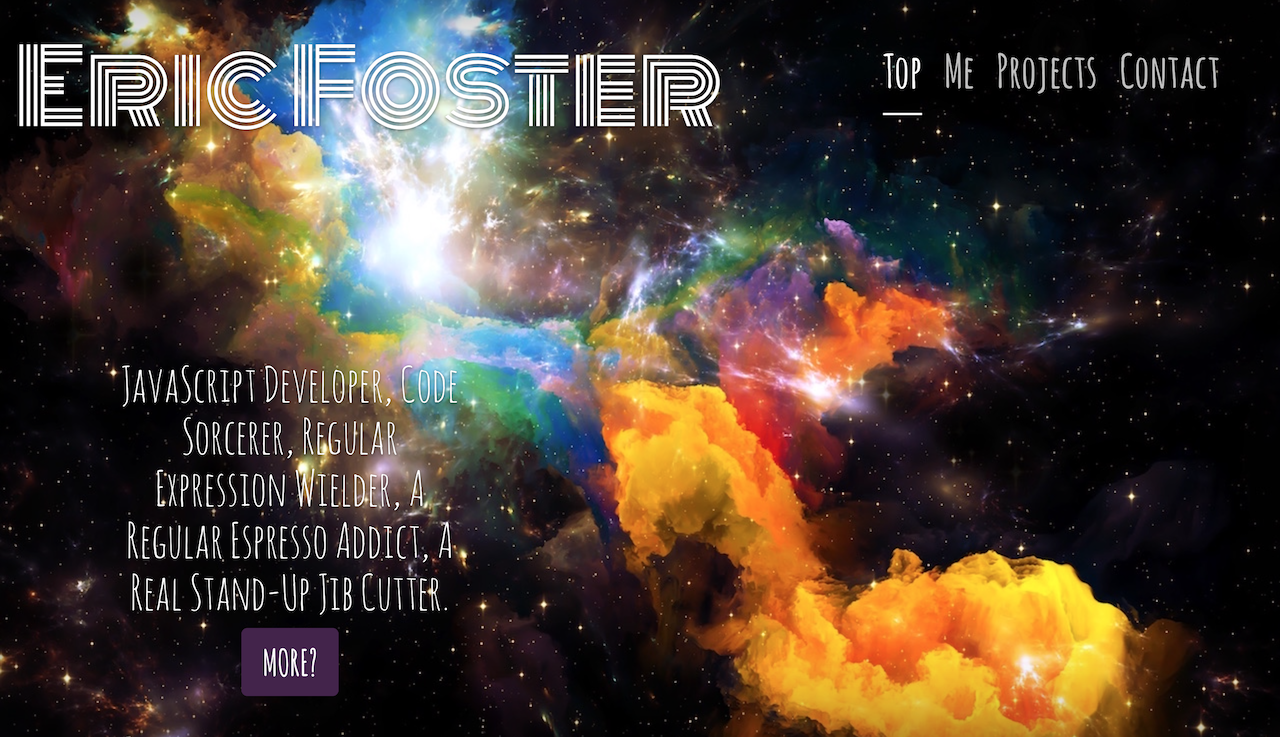 EricFoster
Top Me Projects Contact
JavaScript Developer, Code
Sorcerer, Regular
Expression Wielder, A
Regular Espresso Addict, A
Real Stand-Up Jib Cutter.
MORE?